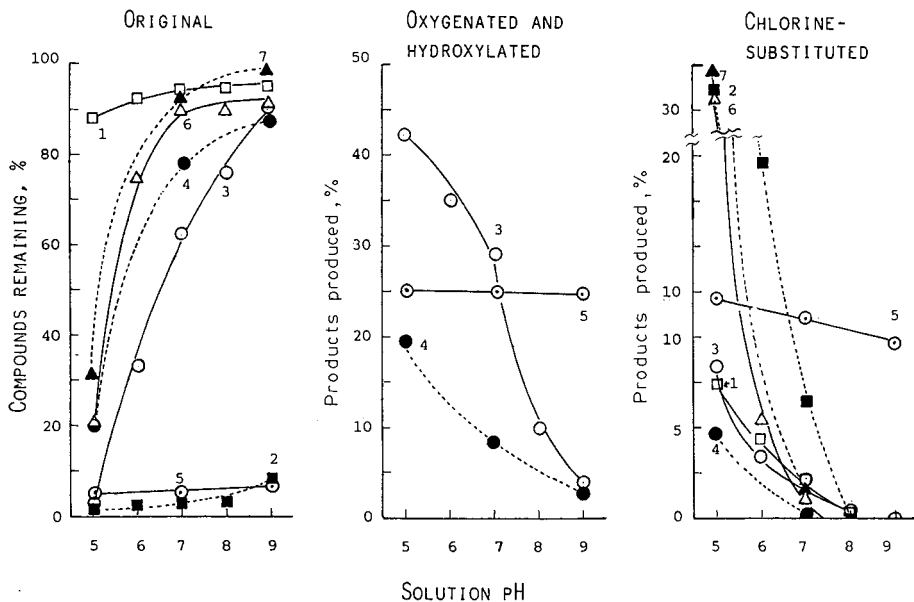 ORIGINAL
OXYGENATED AND
HYDROXYLATED
CHLORINE-
SUBSTITUTED
COMPOUNDS REMAINING, %
100
80
60
40
20
0
5 6 7 8 9
1
7
6
4
3
5
2
Products produced, %
50
40
30
25
20
10
0
5 6 7 8 9
3
5
4
Products produced, %
30
20
10
5
0
5 6 7 8 9
7
2
6
5
3
1
4
SOLUTION pH